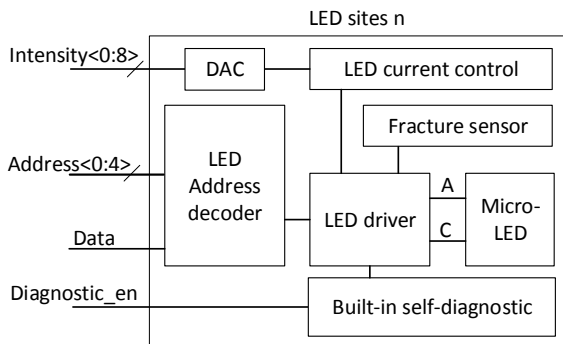 LED sites n
Intensity<0:8>
DAC
LED current control
Fracture sensor
Address<0:4>
LED
Address
decoder
LED driver
A
C
Micro-
LED
Data
Diagnostic_en
Built-in self-diagnostic